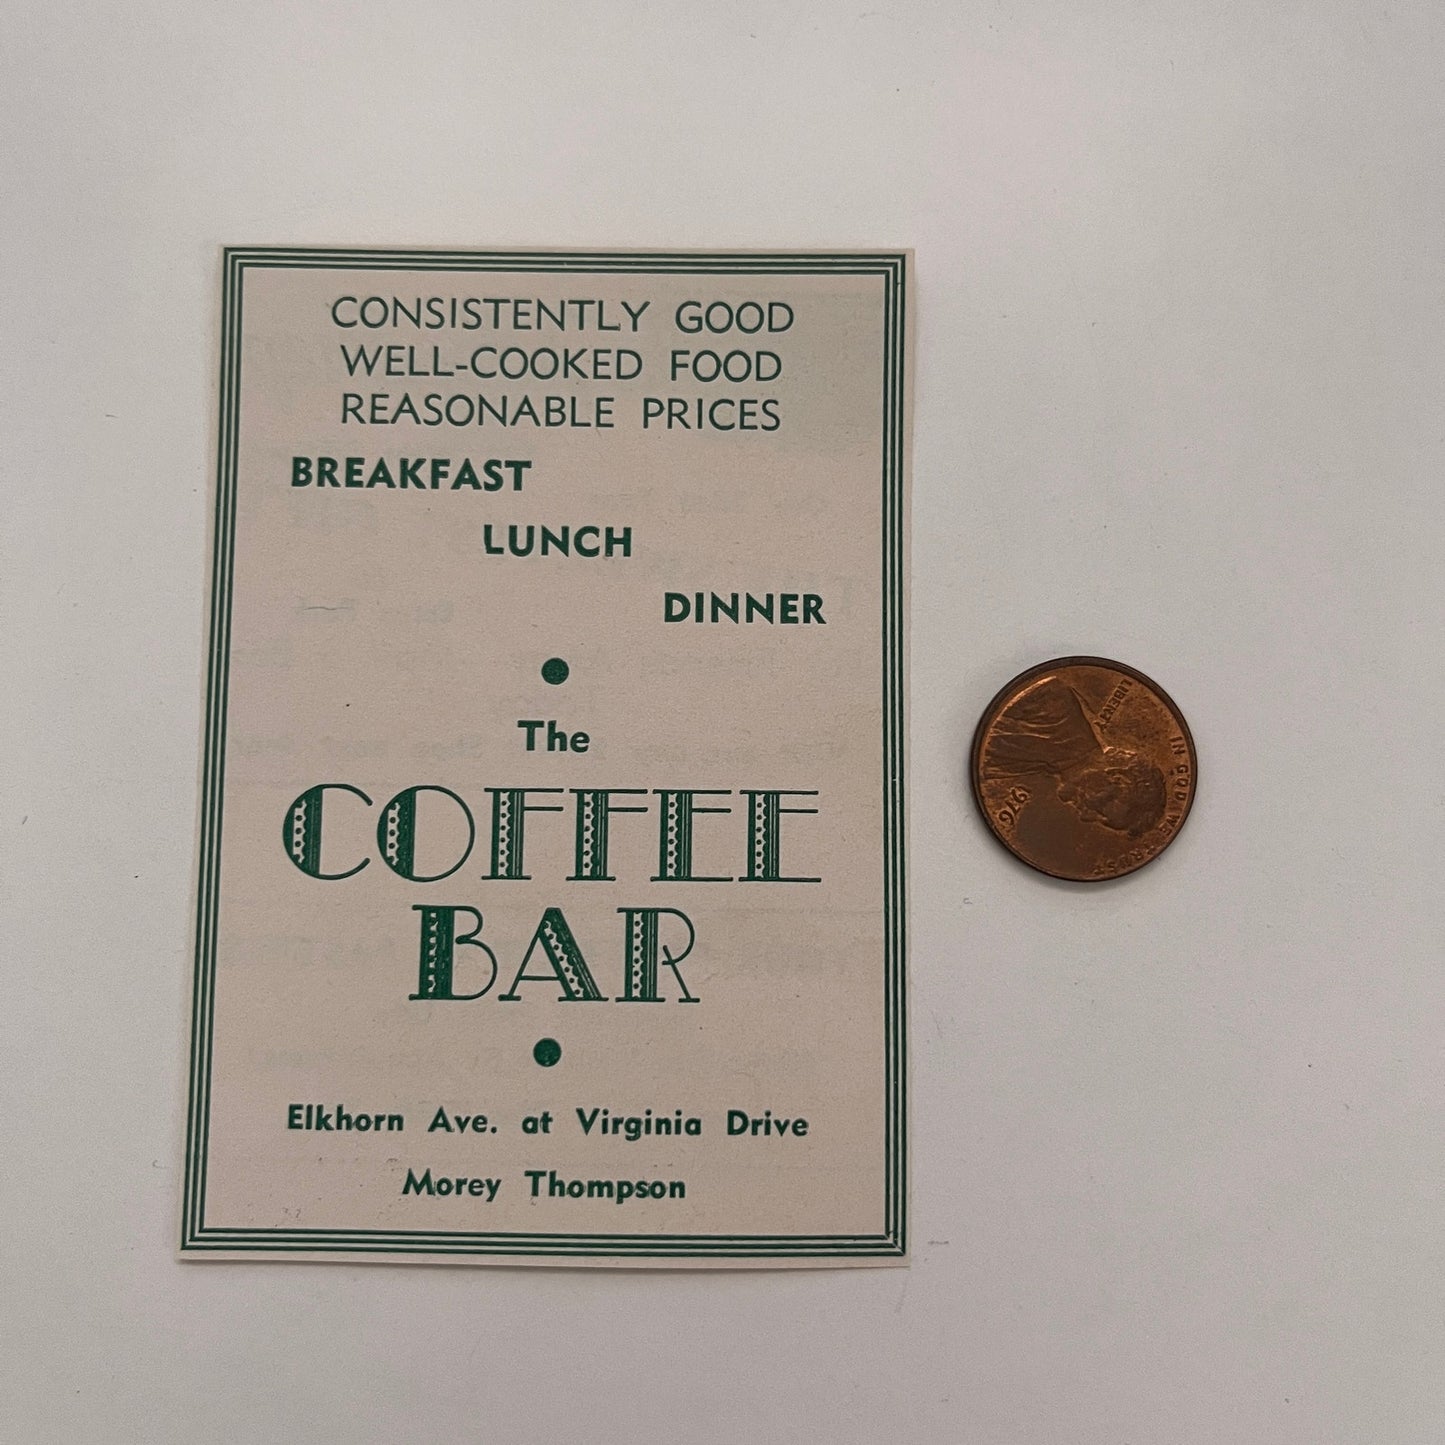 CONSISTENTLY GOOD
WELL-COOKED FOOD
REASONABLE PRICES
BREAKFAST
LUNCH
DINNER
The
COFFEE
BAR
Elkhorn Ave. at Virginia Drive
Morey Thompson
LIBERTY
IN GOD WE TRUST
1976